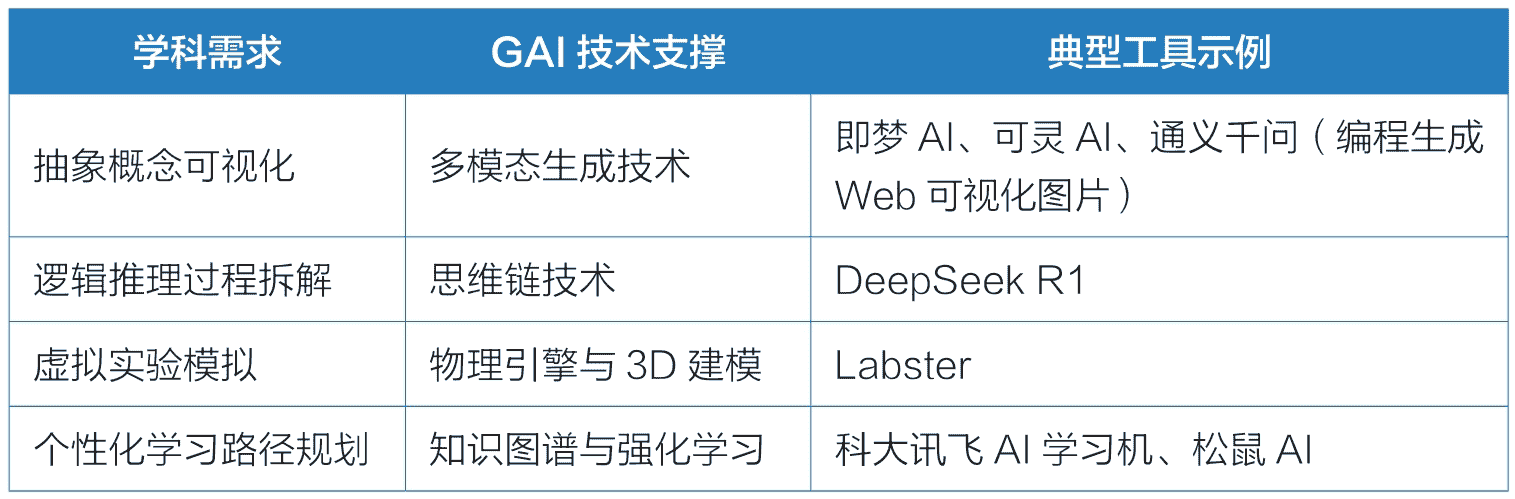 学科需求 GAI 技术支撑 典型工具示例
抽象概念可视化 多模态生成技术 即梦 AI、可灵 AI、通义千问（编程生成
Web 可视化图片）
逻辑推理过程拆解 思维链技术 DeepSeek R1
虚拟实验模拟 物理引擎与 3D 建模 Labster
个性化学习路径规划 知识图谱与强化学习 科大讯飞 AI 学习机、松鼠 AI